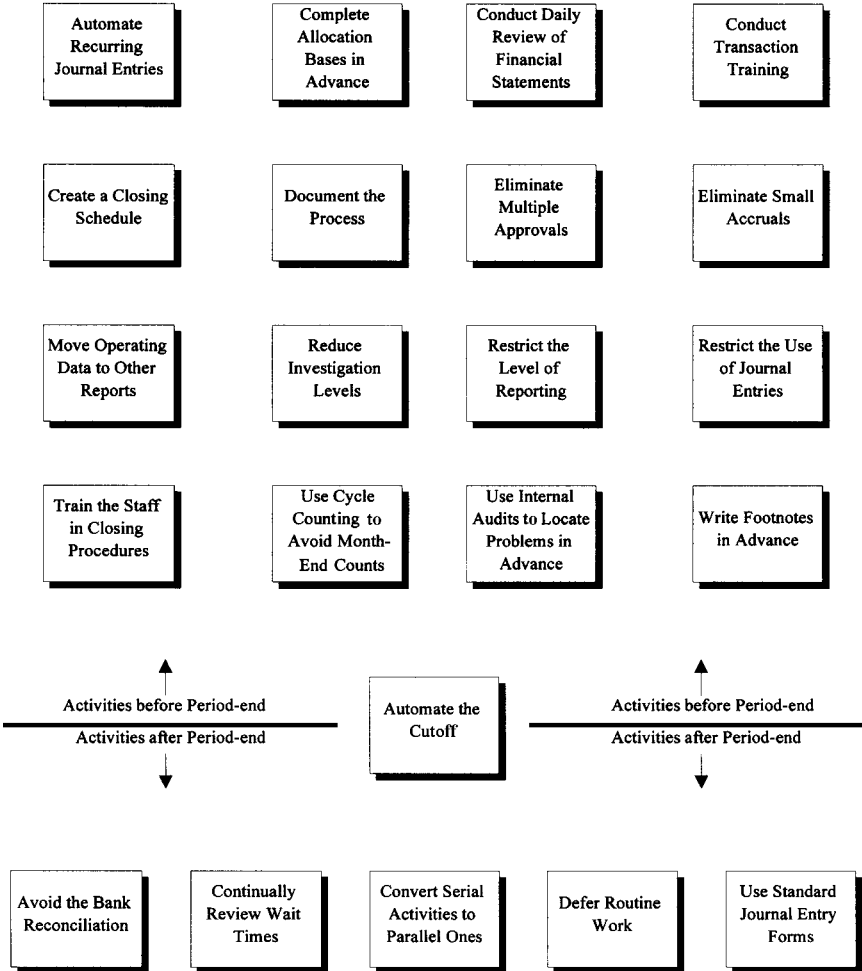 Automate
Recurring
Journal Entries
Complete
Allocation
Bases in
Advance
Conduct Daily
Review of
Financial
Statements
Conduct
Transaction
Training
Create a Closing
Schedule
Document the
Process
Eliminate
Multiple
Approvals
Eliminate Small
Accruals
Move Operating
Data to Other
Reports
Reduce
Investigation
Levels
Restrict the
Level of
Reporting
Restrict the Use
of Journal
Entries
Train the Staff
in Closing
Procedures
Use Cycle
Counting to
Avoid Month-
End Counts
Use Internal
Audits to Locate
Problems in
Advance
Write Footnotes
in Advance
Activities before Period-end
Activities after Period-end
Automate the
Cutoff
Activities before Period-end
Activities after Period-end
Avoid the Bank
Reconciliation
Continually
Review Wait
Times
Convert Serial
Activities to
Parallel Ones
Defer Routine
Work
Use Standard
Journal Entry
Forms